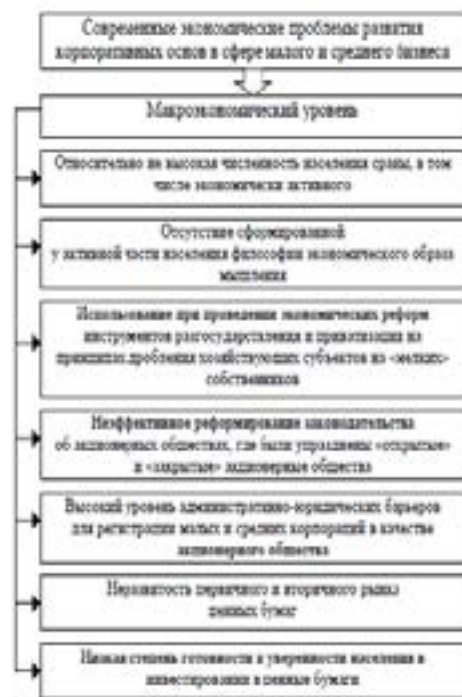 Современные экономические проблемы развития
корпоративных основ в сфере малого и среднего бизнеса
Макроэкономический уровень
Относительно не высокая численность населения сраны, в том
числе экономически активного
Отсутствие сформированной
у активной части населения философии экономического образа
мышления
Использование при проведении экономических реформ
инструментов разгосударствления и приватизации на
принципах дробления хозяйствующих субъектов на «мелких»
собственников
Неэффективное реформирование законодательства
об акционерных обществах, где были упразднены «открытые»
и «закрытые» акционерные общества
Высокий уровень административно-юридических барьеров
для регистрации малых и средних корпораций в качестве
акционерного общества
Неразвитость первичного и вторичного рынка
ценных бумаг
Низкая степень готовности и уверенности населения в
инвестировании в ценные бумаги